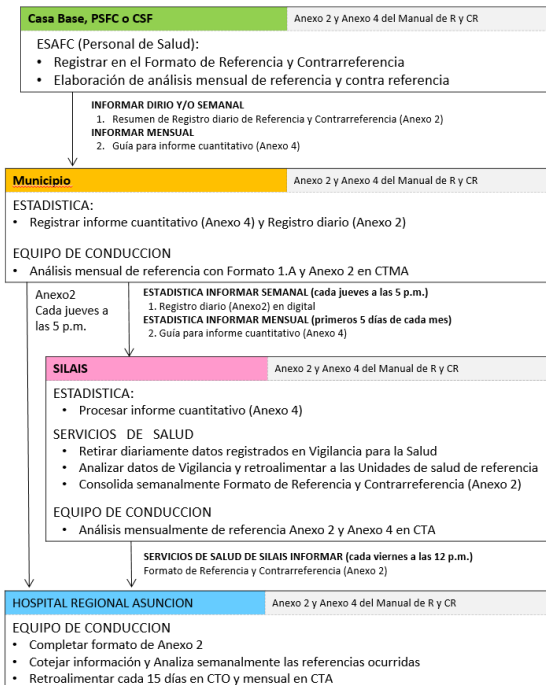 Casa Base, PSFC o CSF
Anexo 2 y Anexo 4 del Manual de R y CR
ESAFC (Personal de Salud):
• Registrar en el Formato de Referencia y Contrarreferencia
• Elaboración de análisis mensual de referencia y contra referencia
INFORMAR DIRIO Y/O SEMANAL
1. Resumen de Registro diario de Referencia y Contrarreferencia (Anexo 2)
INFORMAR MENSUAL
2. Guía para informe cuantitativo (Anexo 4)
Municipio
Anexo 2 y Anexo 4 del Manual de R y CR
ESTADISTICA:
• Registrar informe cuantitativo (Anexo 4) y Registro diario (Anexo 2)
EQUIPO DE CONDUCCION
• Análisis mensual de referencia con Formato 1.A y Anexo 2 en CTMA
Anexo2
Cada jueves a
las 5 p.m.
ESTADISTICA INFORMAR SEMANAL (cada jueves a las 5 p.m.)
1. Registro diario (Anexo2) en digital
ESTADISTICA INFORMAR MENSUAL (primeros 5 días de cada mes)
2. Guía para informe cuantitativo (Anexo 4)
SILAIS
Anexo 2 y Anexo 4 del Manual de R y CR
ESTADISTICA:
• Procesar informe cuantitativo (Anexo 4)
SERVICIOS DE SALUD
• Retirar diariamente datos registrados en Vigilancia para la Salud
• Analizar datos de Vigilancia y retroalimentar a las Unidades de salud de referencia
• Consolida semanalmente Formato de Referencia y Contrarreferencia (Anexo 2)
EQUIPO DE CONDUCCION
• Análisis mensualmente de referencia Anexo 2 y Anexo 4 en CTA
SERVICIOS DE SALUD DE SILAIS INFORMAR (cada viernes a las 12 p.m.)
Formato de Referencia y Contrarreferencia (Anexo 2)
HOSPITAL REGIONAL ASUNCION
Anexo 2 y Anexo 4 del Manual de R y CR
EQUIPO DE CONDUCCION
• Completar formato de Anexo 2
• Cotejar información y Analiza semanalmente las referencias ocurridas
• Retroalimentar cada 15 días en CTO y mensual en CTA